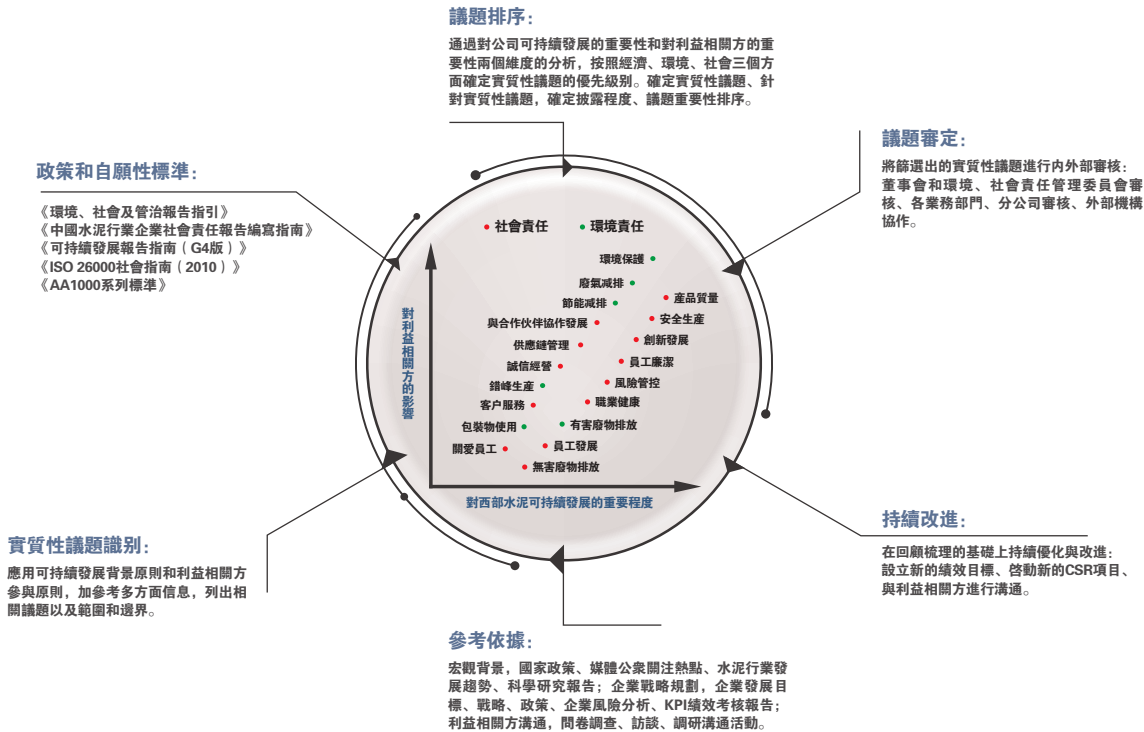 議題排序：
通過對公司可持續發展的重要性和對利益相關方的重
要性兩個維度的分析，按照經濟、環境、社會三個方
面確定實質性議題的優先級別。確定實質性議題、針
對實質性議題，確定披露程度、議題重要性排序。
議題審定：
將篩選出的實質性議題進行内外部審核：
董事會和環境、社會責任管理委員會審
核、各業務部門、分公司審核、外部機構
協作。
政策和自願性標準：
《環境、社會及管治報告指引》
《中國水泥行業企業社會責任報告編寫指南》
《可持續發展報告指南（G4版）》
《ISO 26000社會指南（2010）》
《AA1000系列標準》
社會責任
環境責任
環境保護
廢氣减排
産品質量
節能减排
安全生産
與合作伙伴協作發展
創新發展
供應鏈管理
員工廉潔
誠信經營
風險管控
錯峰生産
職業健康
客户服務
有害廢物排放
包裝物使用
員工發展
關愛員工
無害廢物排放
對利益相關方的影響
對西部水泥可持續發展的重要程度
實質性議題識别：
應用可持續發展背景原則和利益相關方
參與原則，加參考多方面信息，列出相
關議題以及範圍和邊界。
持續改進：
在回顧梳理的基礎上持續優化與改進：
設立新的績效目標、啓動新的CSR項目、
與利益相關方進行溝通。
參考依據：
宏觀背景，國家政策、媒體公衆關注熱點、水泥行業發
展趨勢、科學研究報告；企業戰略規劃，企業發展目
標、戰略、政策、企業風險分析、KPI績效考核報告；
利益相關方溝通，問卷調查、訪談、調研溝通活動。